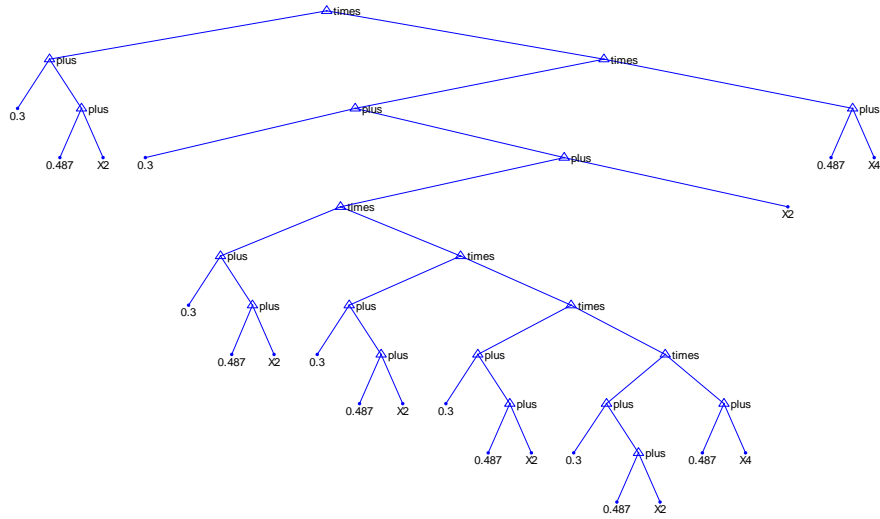 times
plus times
0.3 plus plus plus
0.487 X2 0.3 plus 0.487 X4
times X2
plus times
0.3 plus plus times
0.487 X2 0.3 plus plus times
0.487 X2 0.3 plus plus plus
0.487 X2 0.3 plus 0.487 X4
0.487 X2